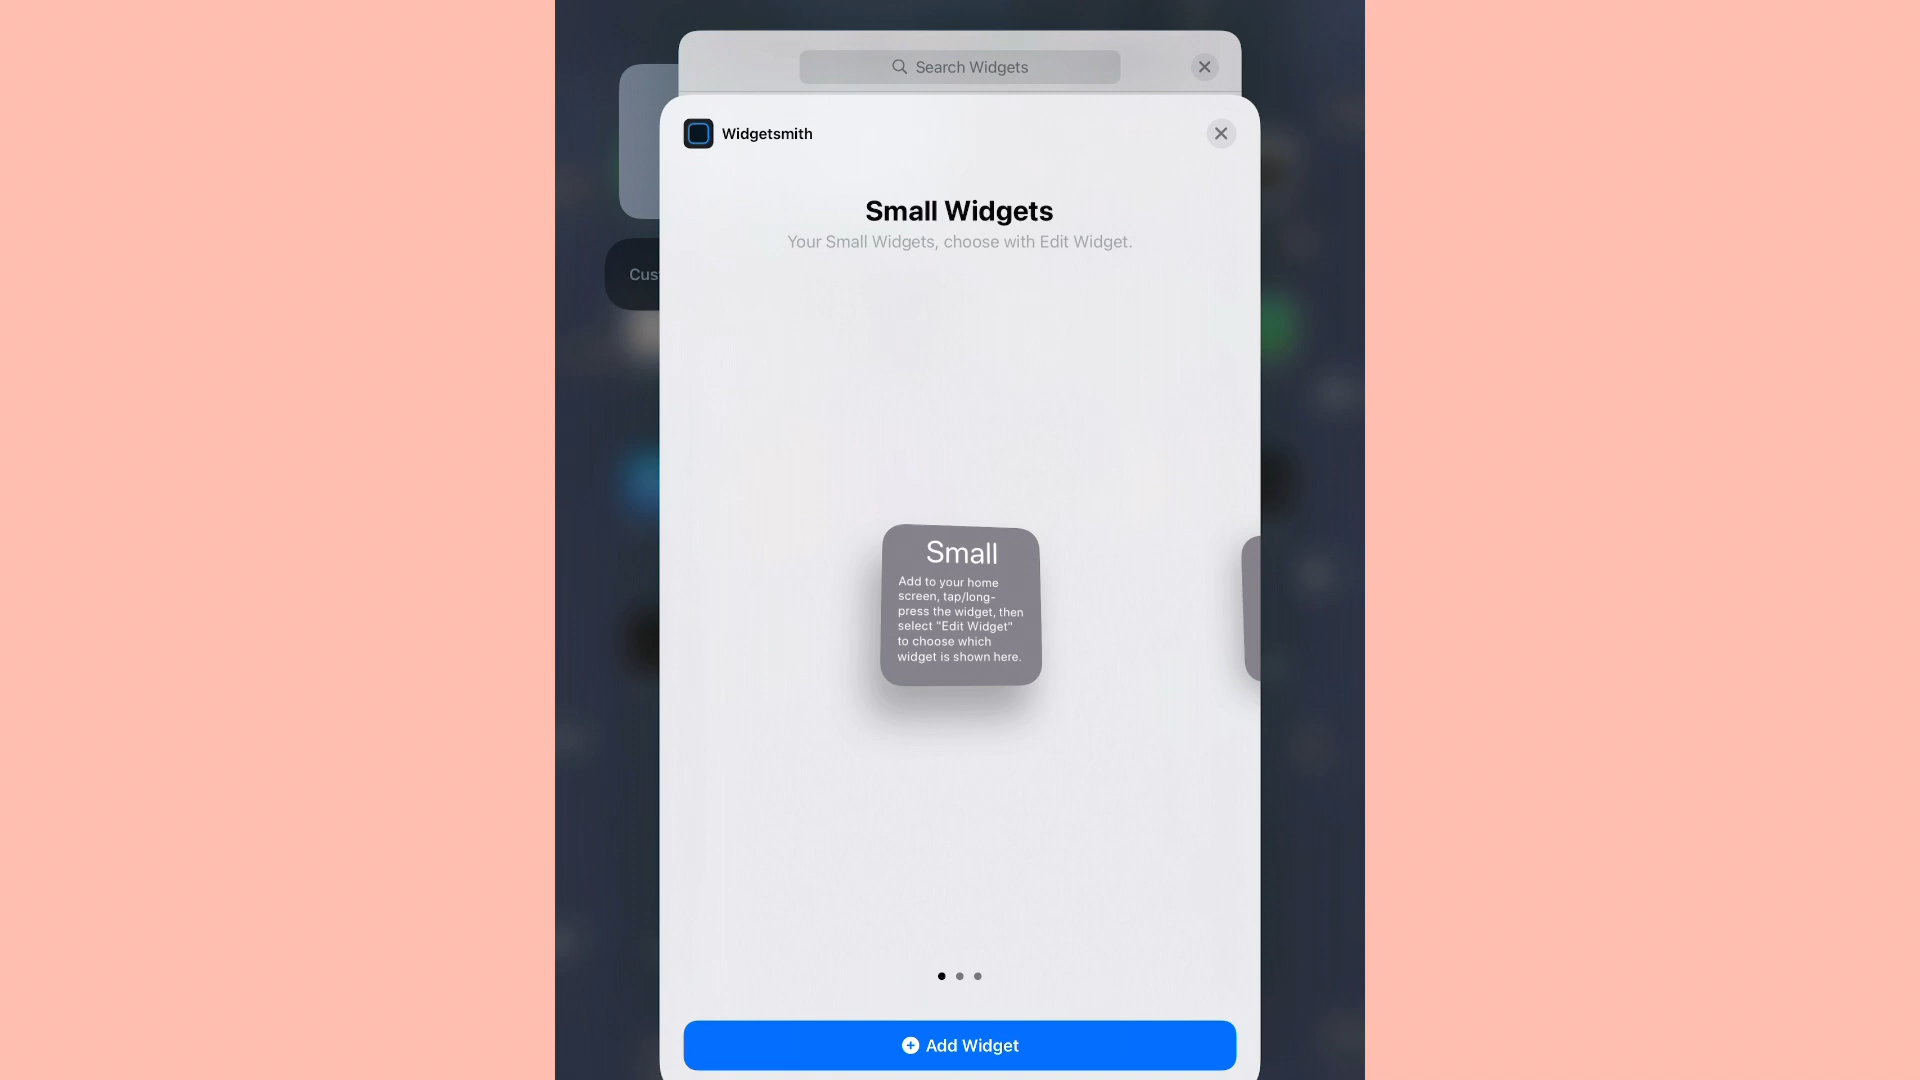 Search Widgets
Widgetsmith
Small Widgets
Your Small Widgets, choose with Edit Widget.
Cus
Small
Add to your home
screen, tap/long-
press the widget, then
select "Edit Widget"
to choose which
widget is shown here.
Add Widget